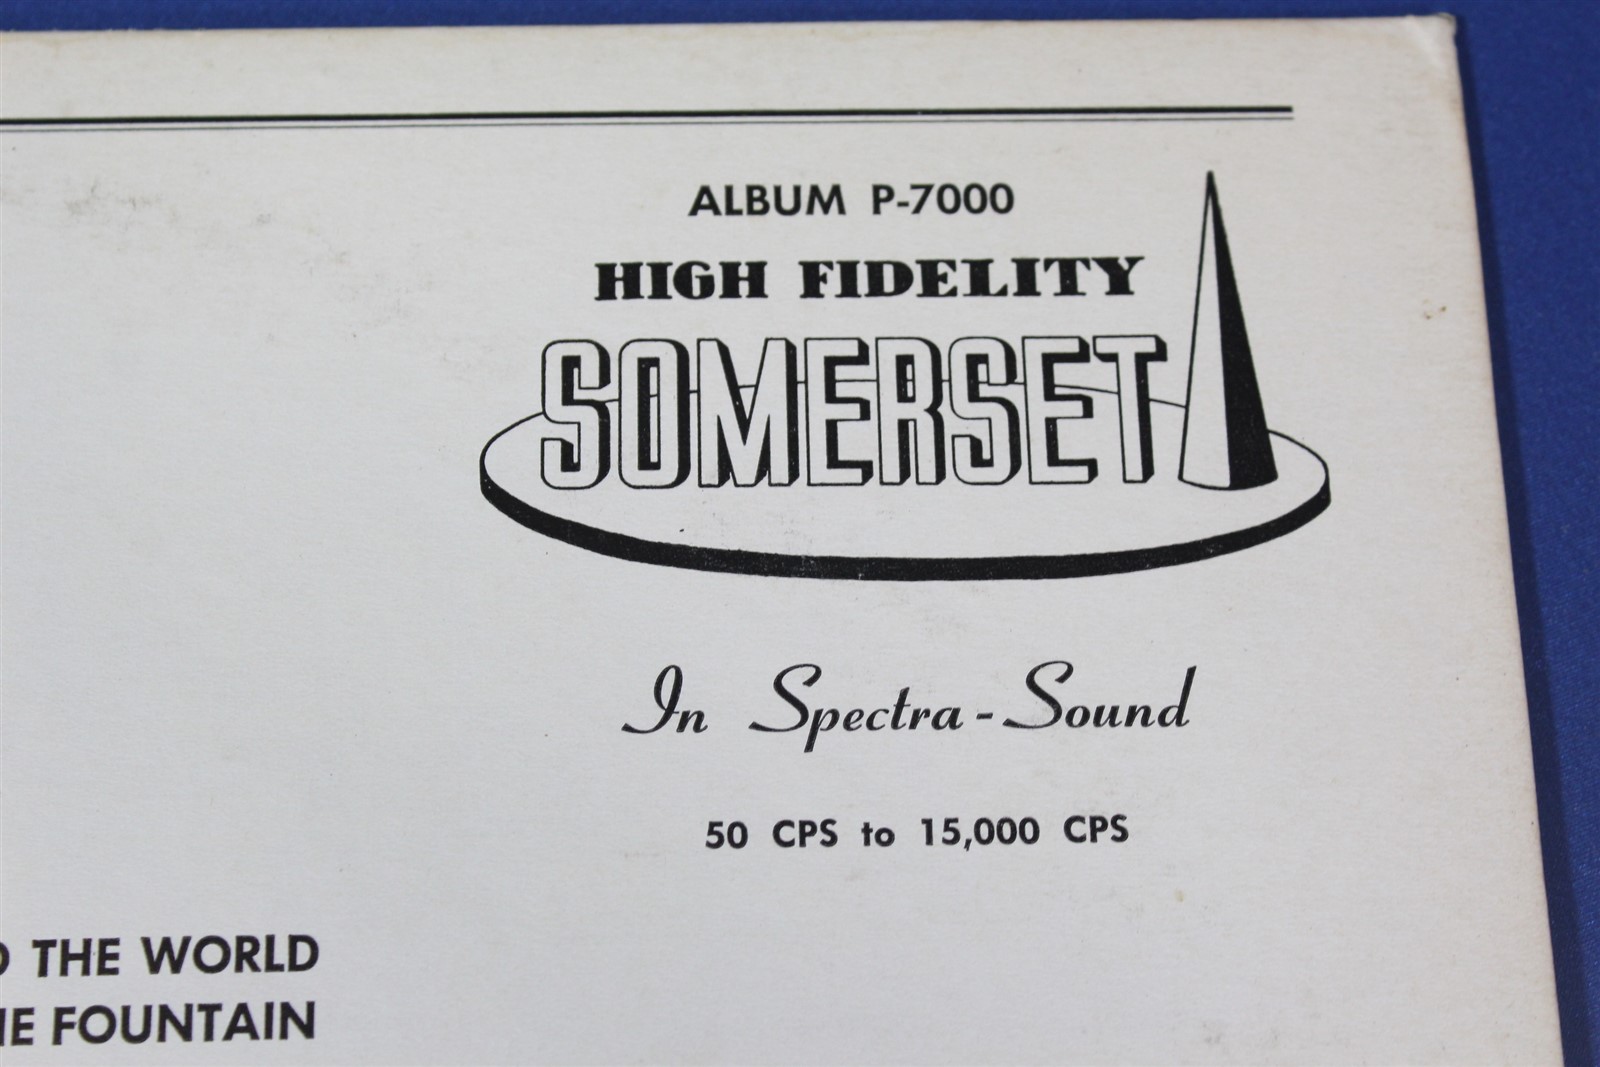 ALBUM P-7000
HIGH FIDELITY
SOMERSET
In Spectra-Sound
50 CPS to 15,000 CPS
THE WORLD
FOUNTAIN